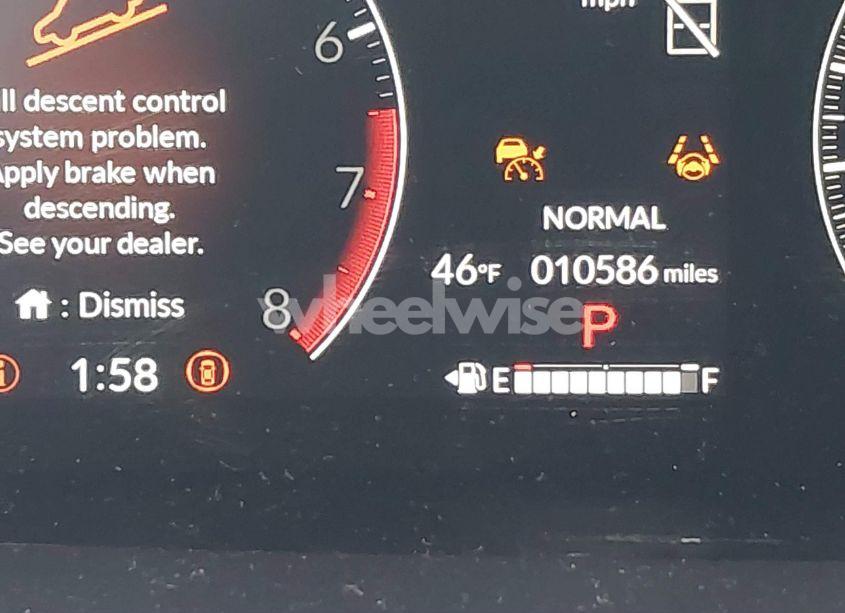 mph
6
ll descent control
system problem.
Apply brake when
descending.
See your dealer.
7
NORMAL
46°F 010586 miles
: Dismiss
8
wheelwise
P
i
1:58
E F